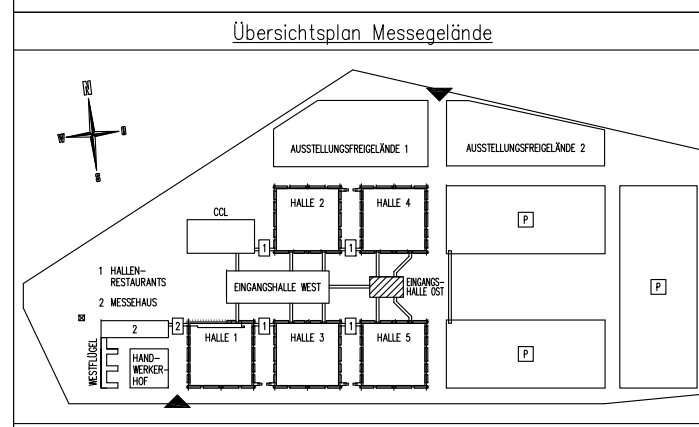 Übersichtsplan Messegelände
N
W
O
S
AUSSTELLUNGSFREIGELÄNDE 1
AUSSTELLUNGSFREIGELÄNDE 2
CCL
HALLE 2
HALLE 4
P
1
1
1 HALLEN-
RESTAURANTS
2 MESSEHAUS
EINGANGSHALLE WEST
EINGANGS-
HALLE OST
P
2
2
HALLE 1
1
HALLE 3
1
HALLE 5
P
WESTFLÜGEL
HAND-
WERKER-
HOF